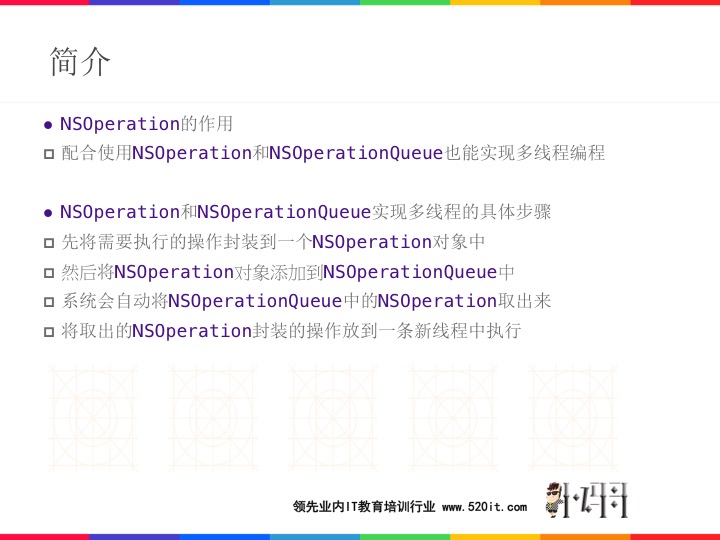 简介
NSOperation的作用
配合使用NSOperation和NSOperationQueue也能实现多线程编程
NSOperation和NSOperationQueue实现多线程的具体步骤
先将需要执行的操作封装到一个NSOperation对象中
然后将NSOperation对象添加到NSOperationQueue中
系统会自动将NSOperationQueue中的NSOperation取出来
将取出的NSOperation封装的操作放到一条新线程中执行
领先业内IT教育培训行业 www.520it.com
小码哥